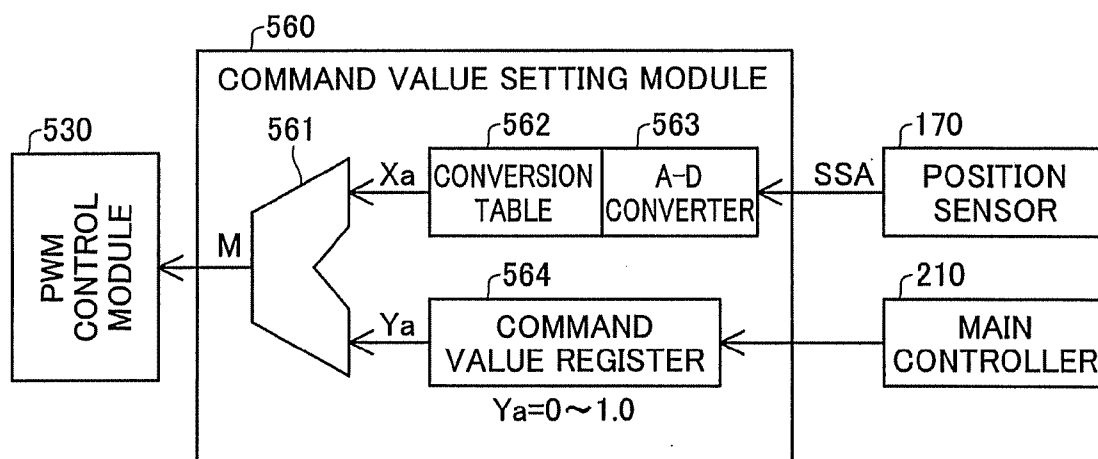 560
COMMAND VALUE SETTING MODULE
530
PWM
CONTROL
MODULE
561
562
563
170
Xa
CONVERSION
TABLE
A-D
CONVERTER
SSA
POSITION
SENSOR
M
564
210
Ya
COMMAND
VALUE REGISTER
MAIN
CONTROLLER
Ya=0～1.0